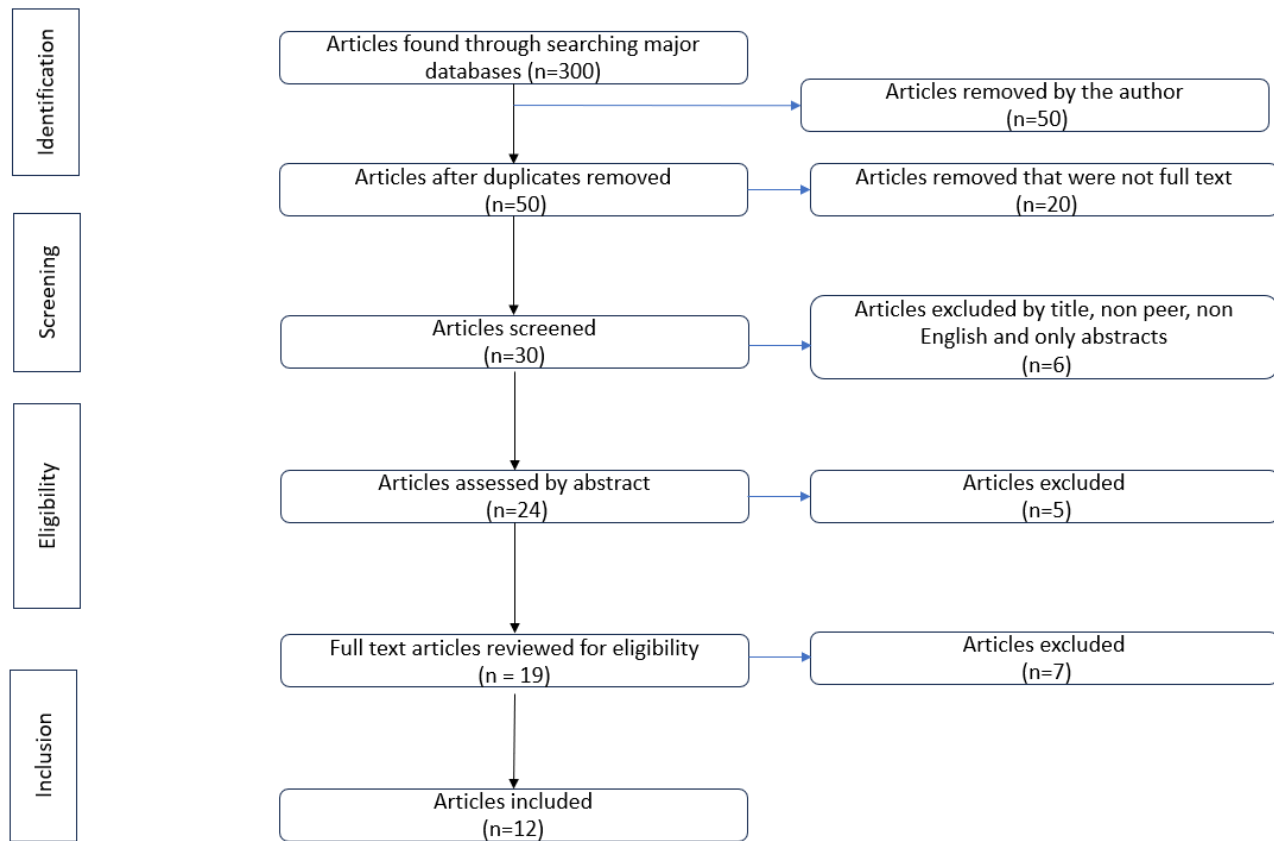 Identification
Articles found through searching major
databases (n=300)
Articles removed by the author
(n=50)
Articles after duplicates removed
(n=50)
Articles removed that were not full text
(n=20)
Screening
Articles screened
(n=30)
Articles excluded by title, non peer, non
English and only abstracts
(n=6)
Eligibility
Articles assessed by abstract
(n=24)
Articles excluded
(n=5)
Full text articles reviewed for eligibility
(n = 19)
Articles excluded
(n=7)
Inclusion
Articles included
(n=12)